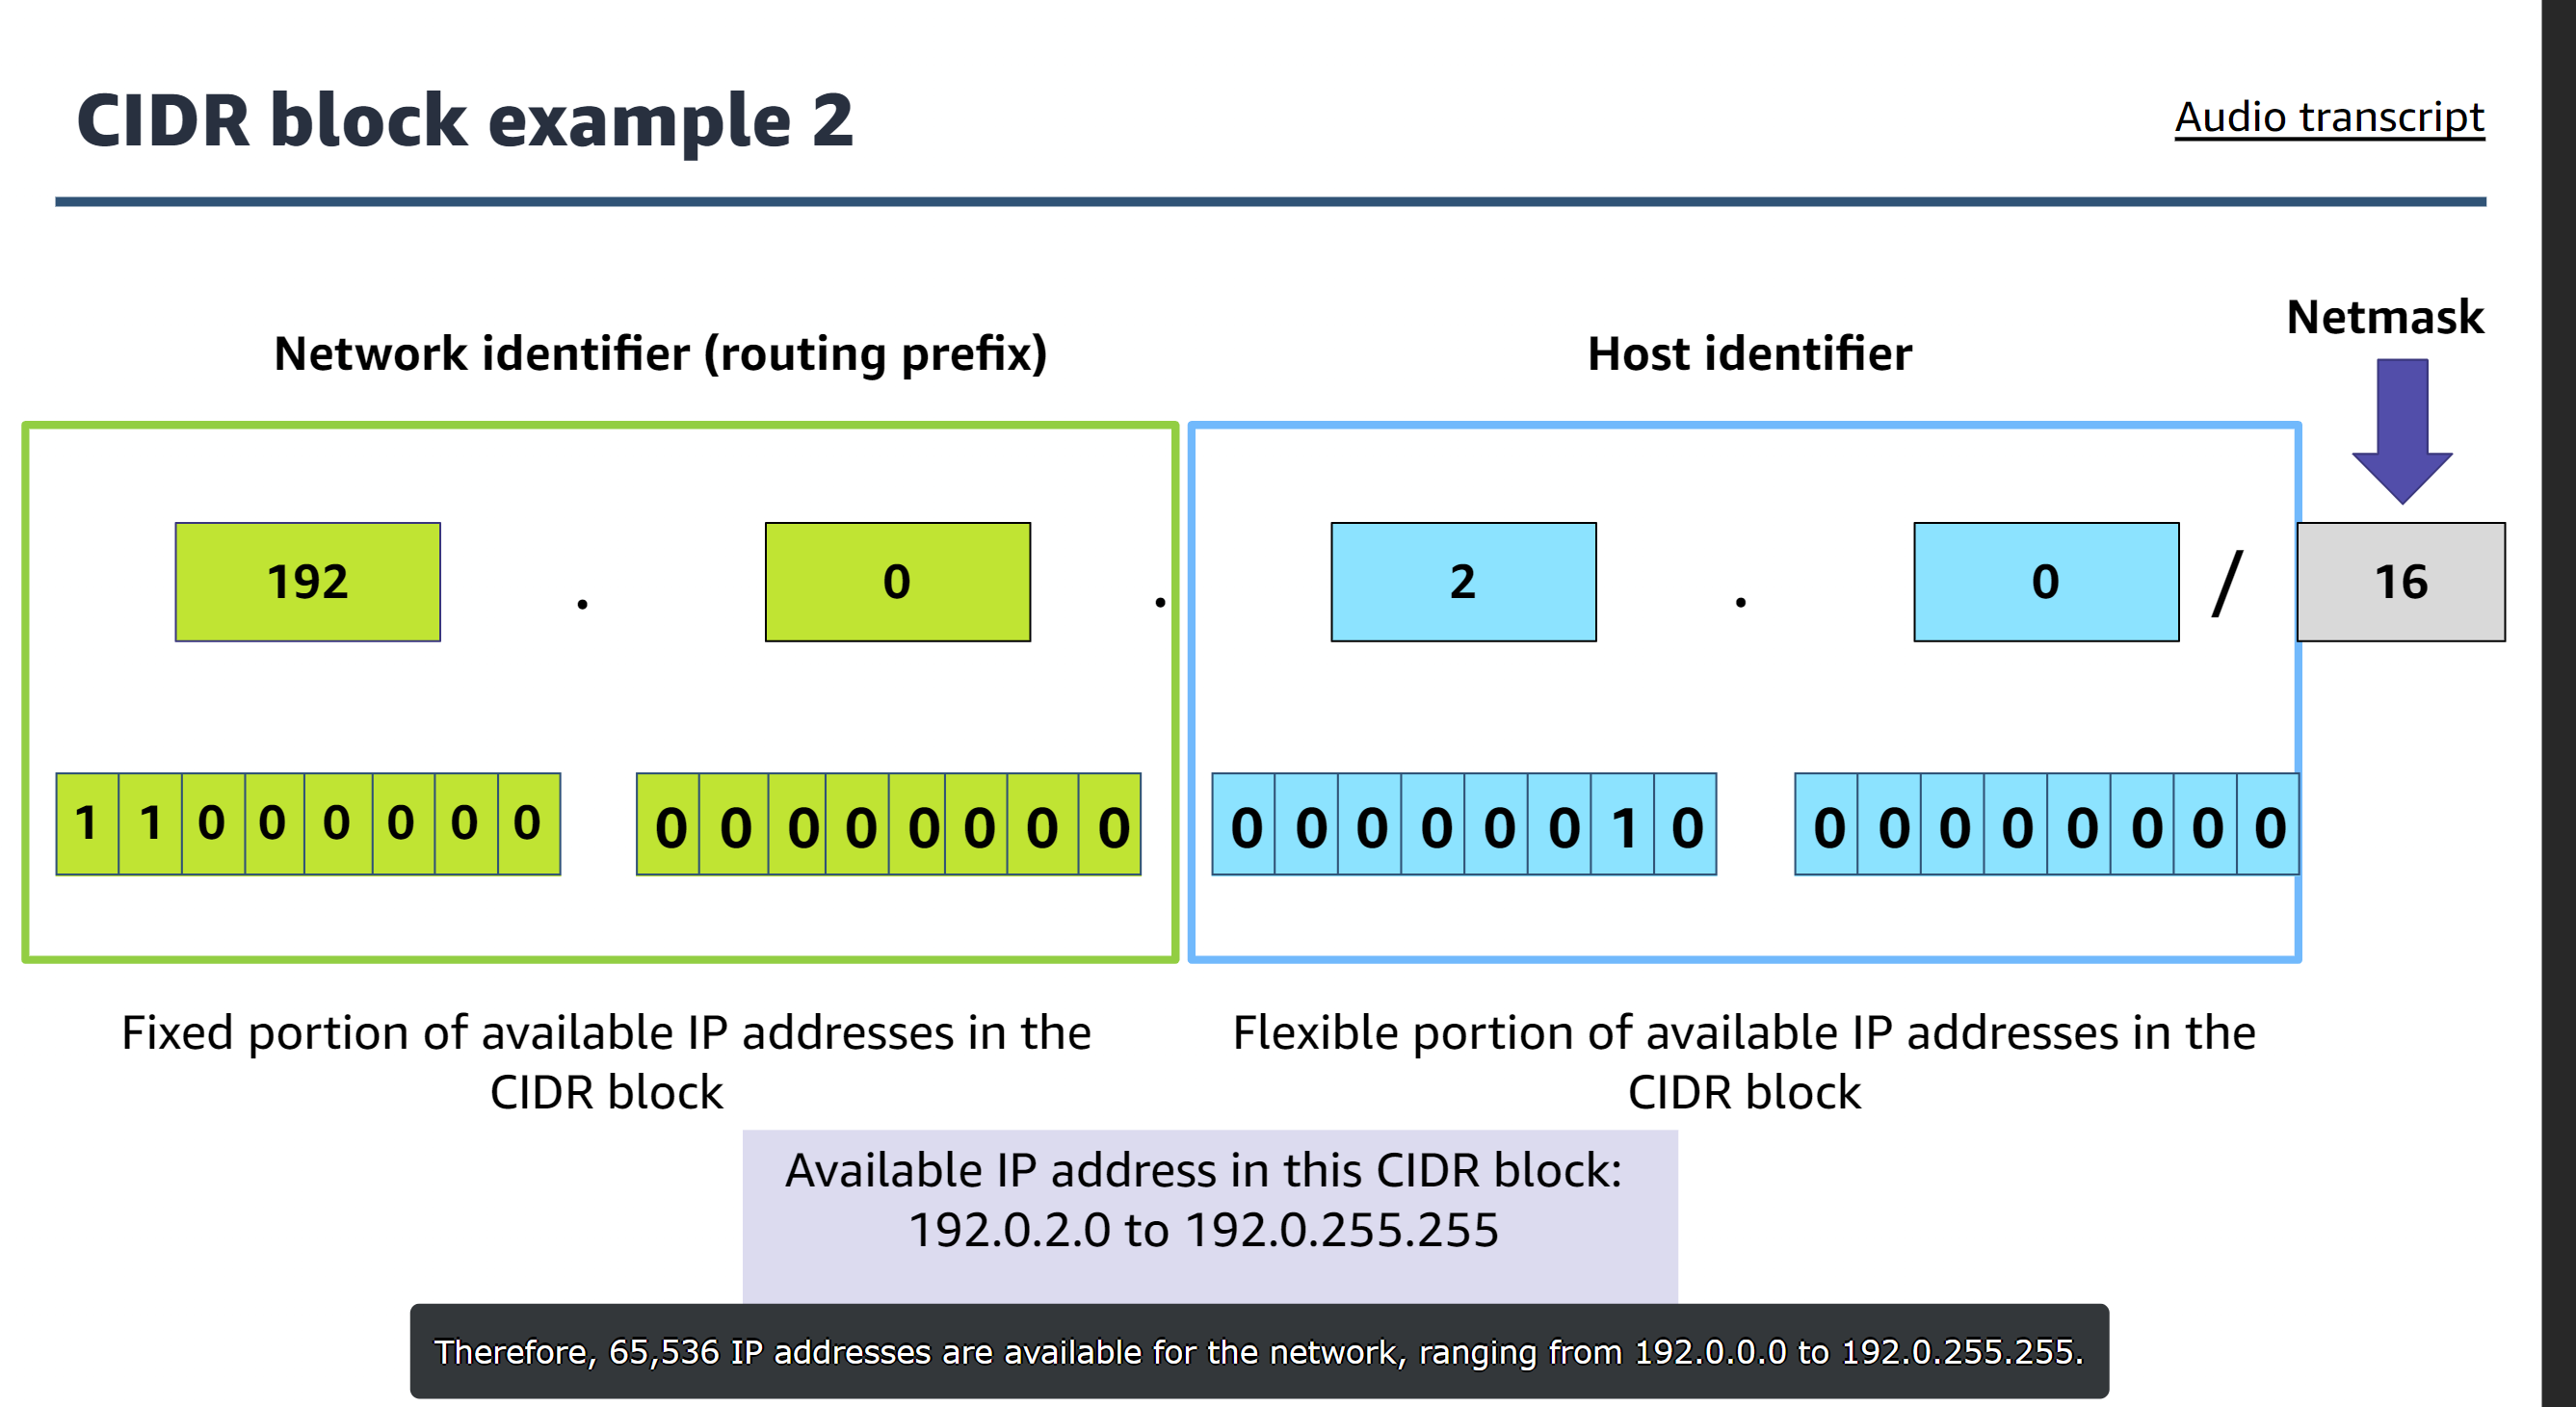 CIDR block example 2
Audio transcript
Network identifier (routing prefix)
Host identifier
Netmask
192 . 0 . 2 . 0 / 16
1 1 0 0 0 0 0 0 0 0 0 0 0 0 0 0 0 0 0 0 0 0 1 0 0 0 0 0 0 0 0 0
Fixed portion of available IP addresses in the
CIDR block
Flexible portion of available IP addresses in the
CIDR block
Available IP address in this CIDR block:
192.0.2.0 to 192.0.255.255
Therefore, 65,536 IP addresses are available for the network, ranging from 192.0.0.0 to 192.0.255.255.